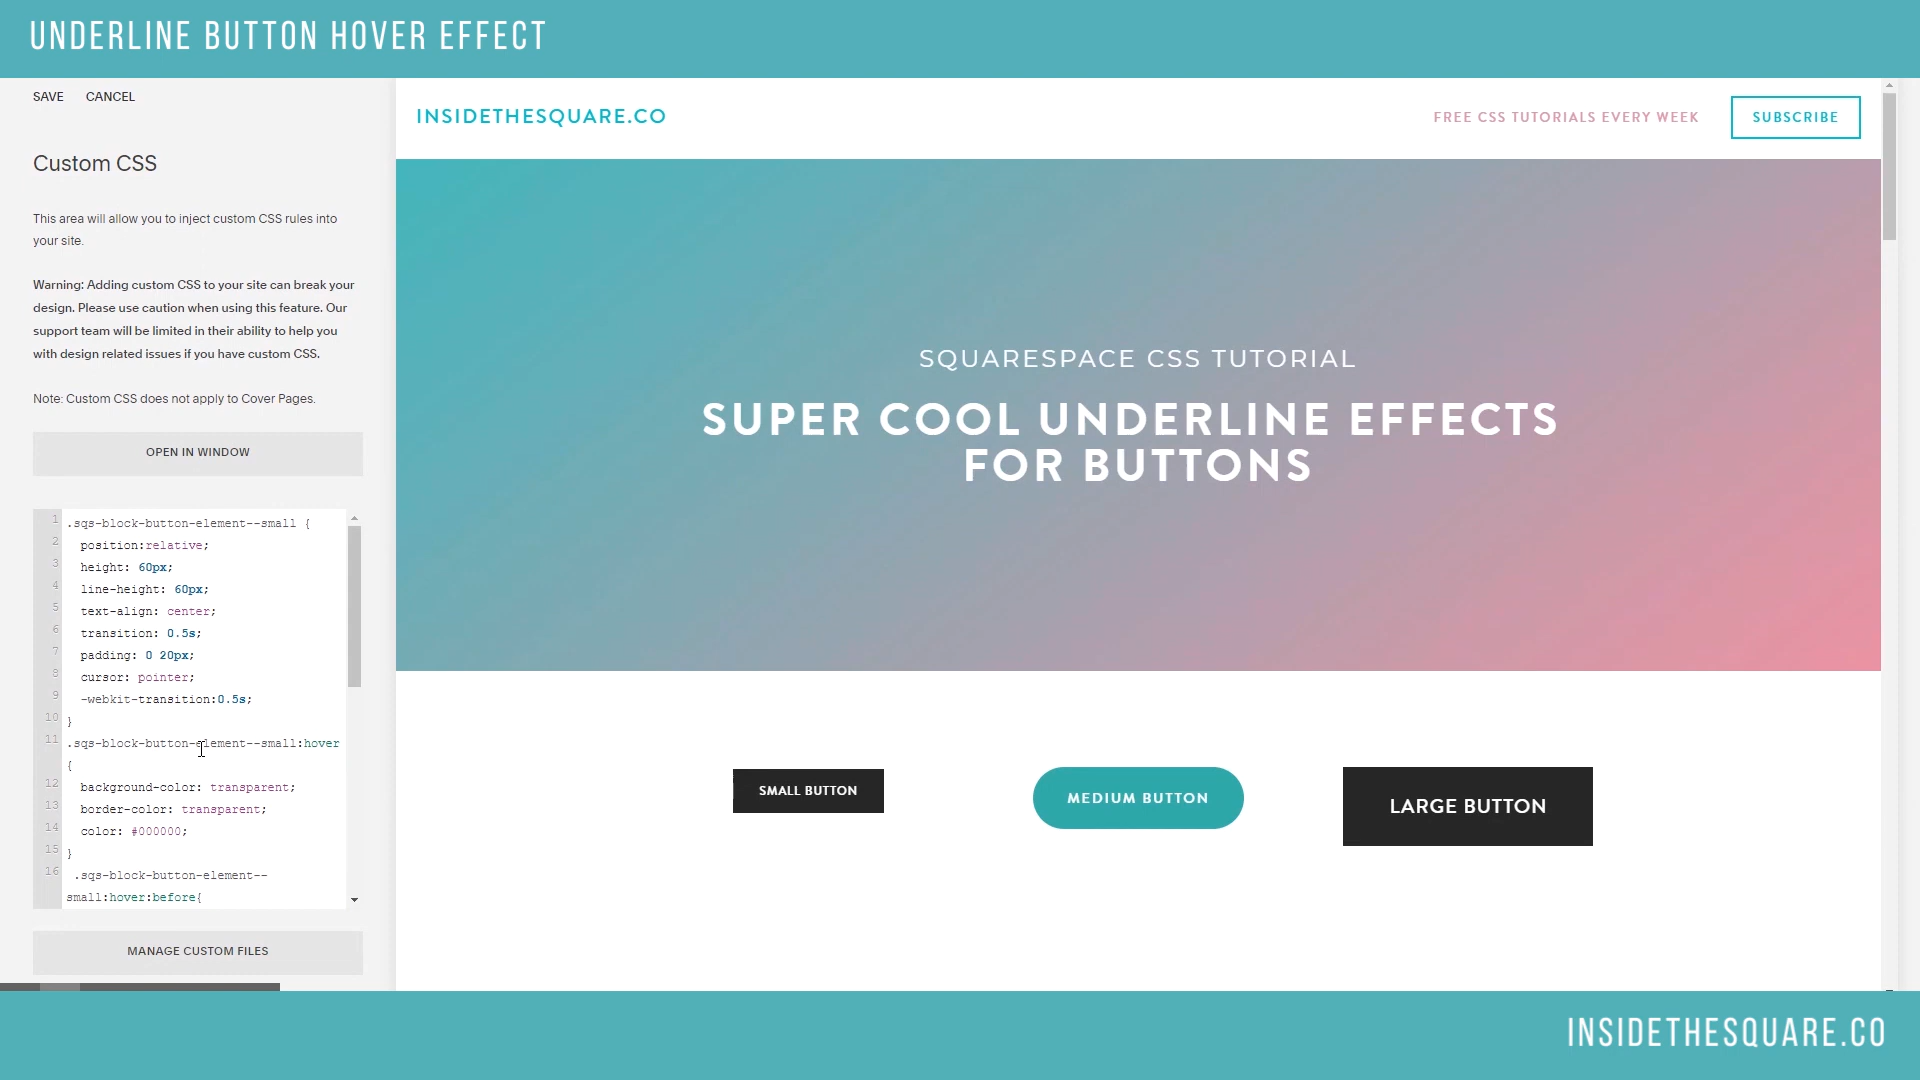 UNDERLINE BUTTON HOVER EFFECT
SAVE CANCEL
Custom CSS
This area will allow you to inject custom CSS rules into
your site.
Warning: Adding custom CSS to your site can break your
design. Please use caution when using this feature. Our
support team will be limited in their ability to help you
with design related issues if you have custom CSS.
Note: Custom CSS does not apply to Cover Pages.
OPEN IN WINDOW
1 .sqs-block-button-element--small {
2 position:relative;
3 height: 60px;
4 line-height: 60px;
5 text-align: center;
6 transition: 0.5s;
7 padding: 0 20px;
8 cursor: pointer;
9 -webkit-transition:0.5s;
10 }
11 .sqs-block-button-element--small:hover
{
12 background-color: transparent;
13 border-color: transparent;
14 color: #000000;
15 }
16 .sqs-block-button-element--
small:hover:before{
MANAGE CUSTOM FILES
INSIDETHESQUARE.CO
FREE CSS TUTORIALS EVERY WEEK
SUBSCRIBE
SQUARESPACE CSS TUTORIAL
SUPER COOL UNDERLINE EFFECTS
FOR BUTTONS
SMALL BUTTON
MEDIUM BUTTON
LARGE BUTTON
INSIDETHESQUARE.CO